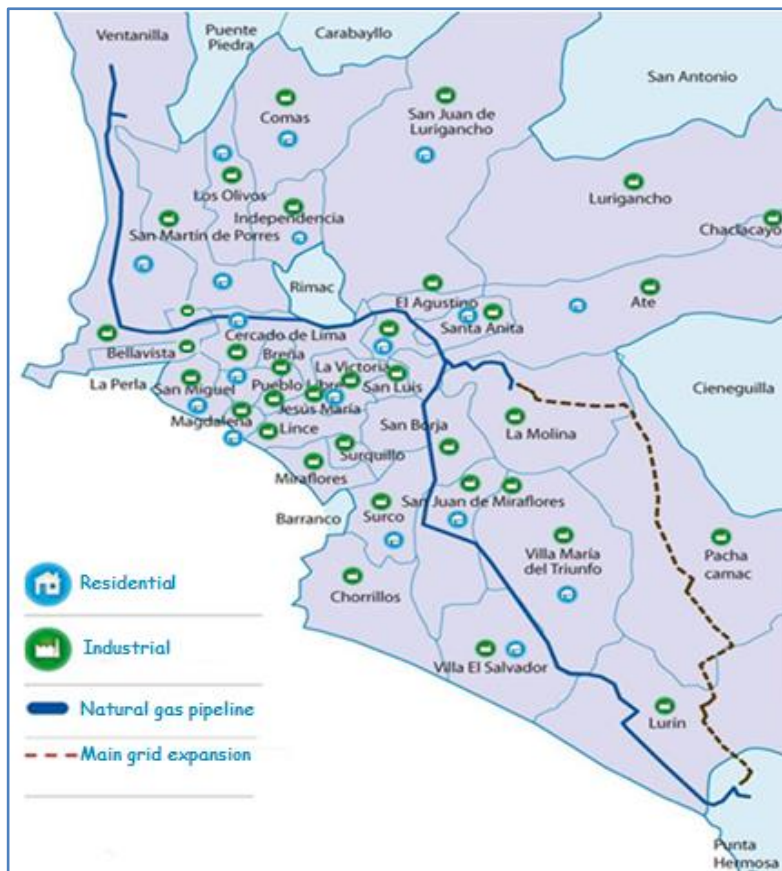 Ventanilla
Puente
Piedra
Carabayllo
San Antonio
Comas
San Juan de
Lurigancho
Los Olivos
Independencia
Lurigancho
San Martín de Porres
Chaclacayo
Rimac
El Agustino
Ate
Santa Anita
Cercado de Lima
Bellavista
Breña
La Victoria
La Perla
San Miguel
Pueblo Libre
San Luis
Cieneguilla
Jesús María
Magdalena
Lince
San Borja
La Molina
Surquillo
Miraflores
San Juan de Miraflores
Barranco
Surco
Villa María
del Triunfo
Pacha
camac
Chorrillos
Villa El Salvador
Lurín
Punta
Hermosa
Residential
Industrial
Natural gas pipeline
Main grid expansion